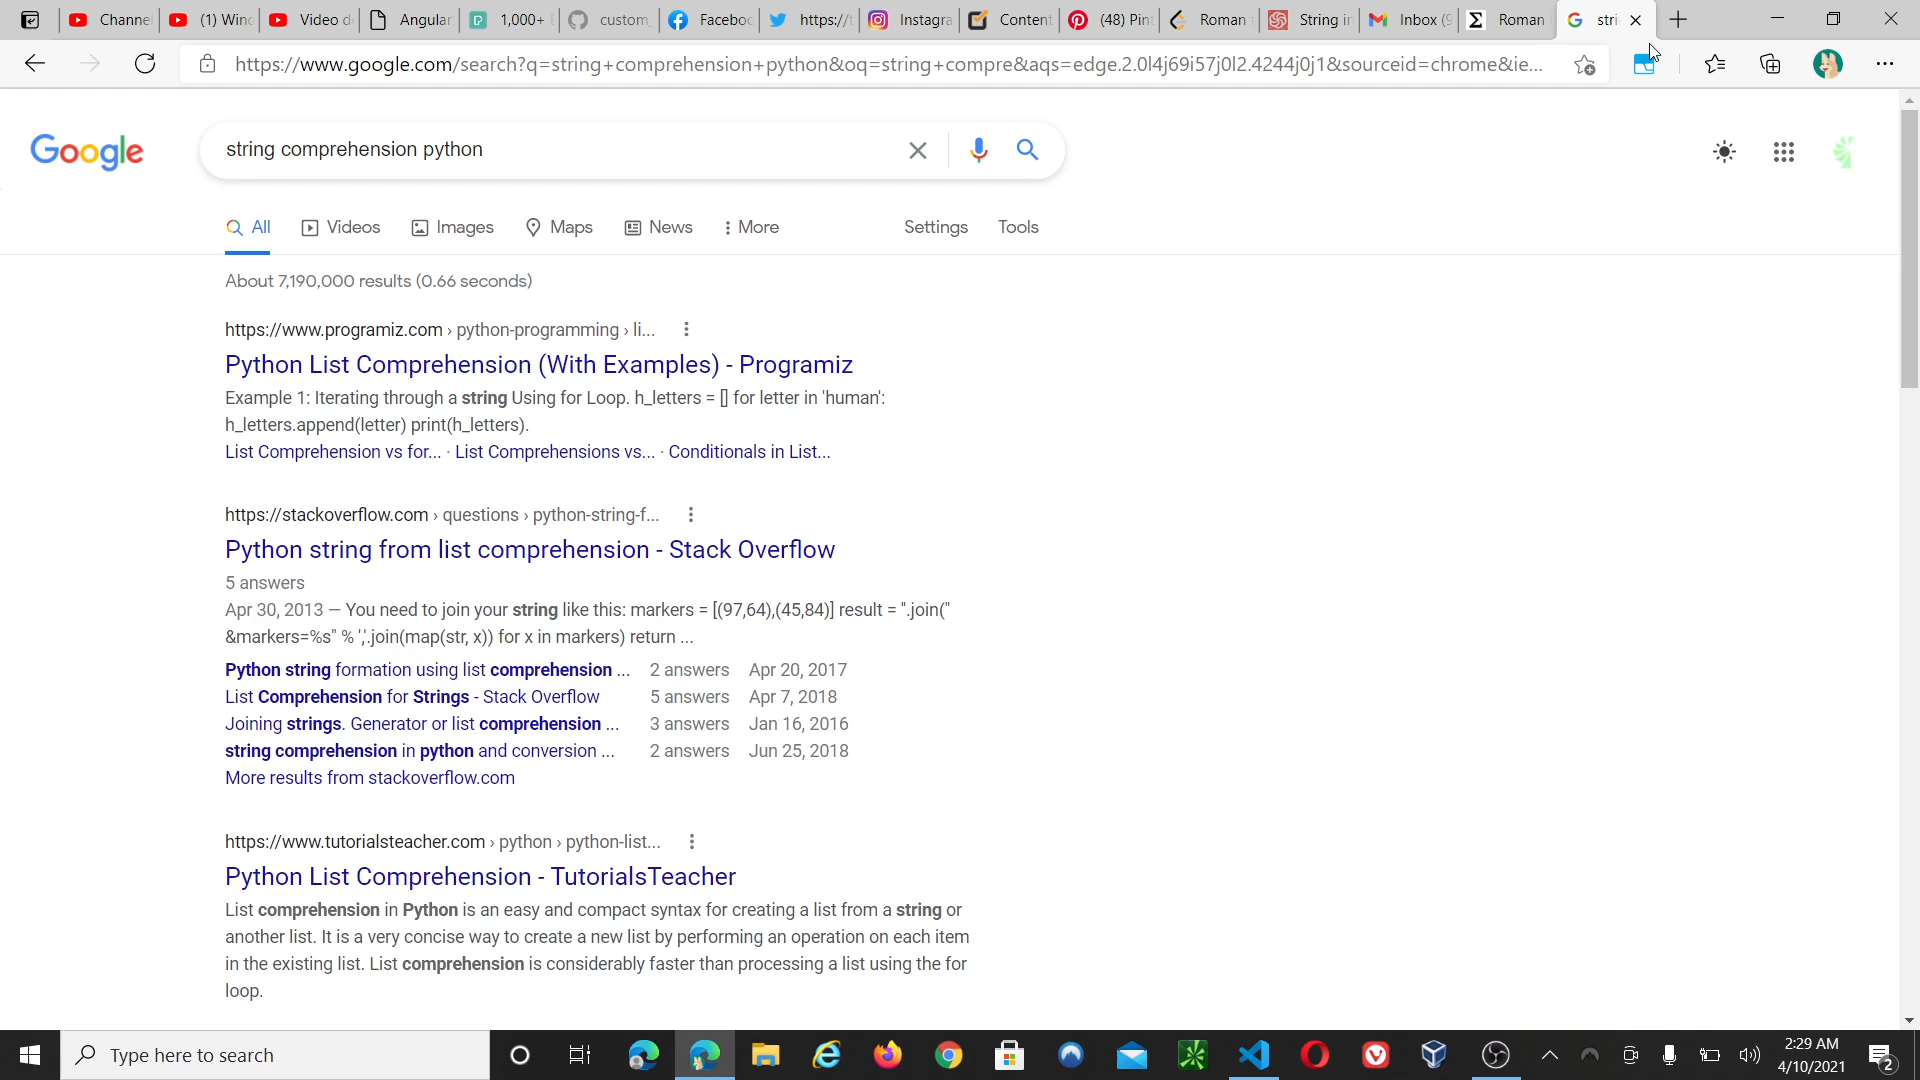 Channel
(1) Winc
Video d
Angular
1,000+
custom_
Faceboo
https://t
Instagra
Content
(48) Pin
Roman t
String in
Inbox (9
Roman
stri
https://www.google.com/search?q=string+comprehension+python&oq=string+compre&aqs=edge.2.0l4j69i57j0l2.4244j0j1&sourceid=chrome&ie...
Google
string comprehension python
All
Videos
Images
Maps
News
More
Settings
Tools
About 7,190,000 results (0.66 seconds)
https://www.programiz.com › python-programming › li...
Python List Comprehension (With Examples) - Programiz
Example 1: Iterating through a string Using for Loop. h_letters = [] for letter in 'human':
h_letters.append(letter) print(h_letters).
List Comprehension vs for... · List Comprehensions vs... · Conditionals in List...
https://stackoverflow.com › questions › python-string-f...
Python string from list comprehension - Stack Overflow
5 answers
Apr 30, 2013 — You need to join your string like this: markers = [(97,64),(45,84)] result = ''.join("
&markers=%s" % ','.join(map(str, x)) for x in markers) return ...
Python string formation using list comprehension ... 2 answers Apr 20, 2017
List Comprehension for Strings - Stack Overflow 5 answers Apr 7, 2018
Joining strings. Generator or list comprehension ... 3 answers Jan 16, 2016
string comprehension in python and conversion ... 2 answers Jun 25, 2018
More results from stackoverflow.com
https://www.tutorialsteacher.com › python › python-list...
Python List Comprehension - TutorialsTeacher
List comprehension in Python is an easy and compact syntax for creating a list from a string or
another list. It is a very concise way to create a new list by performing an operation on each item
in the existing list. List comprehension is considerably faster than processing a list using the for
loop.
Type here to search
2:29 AM
4/10/2021
2